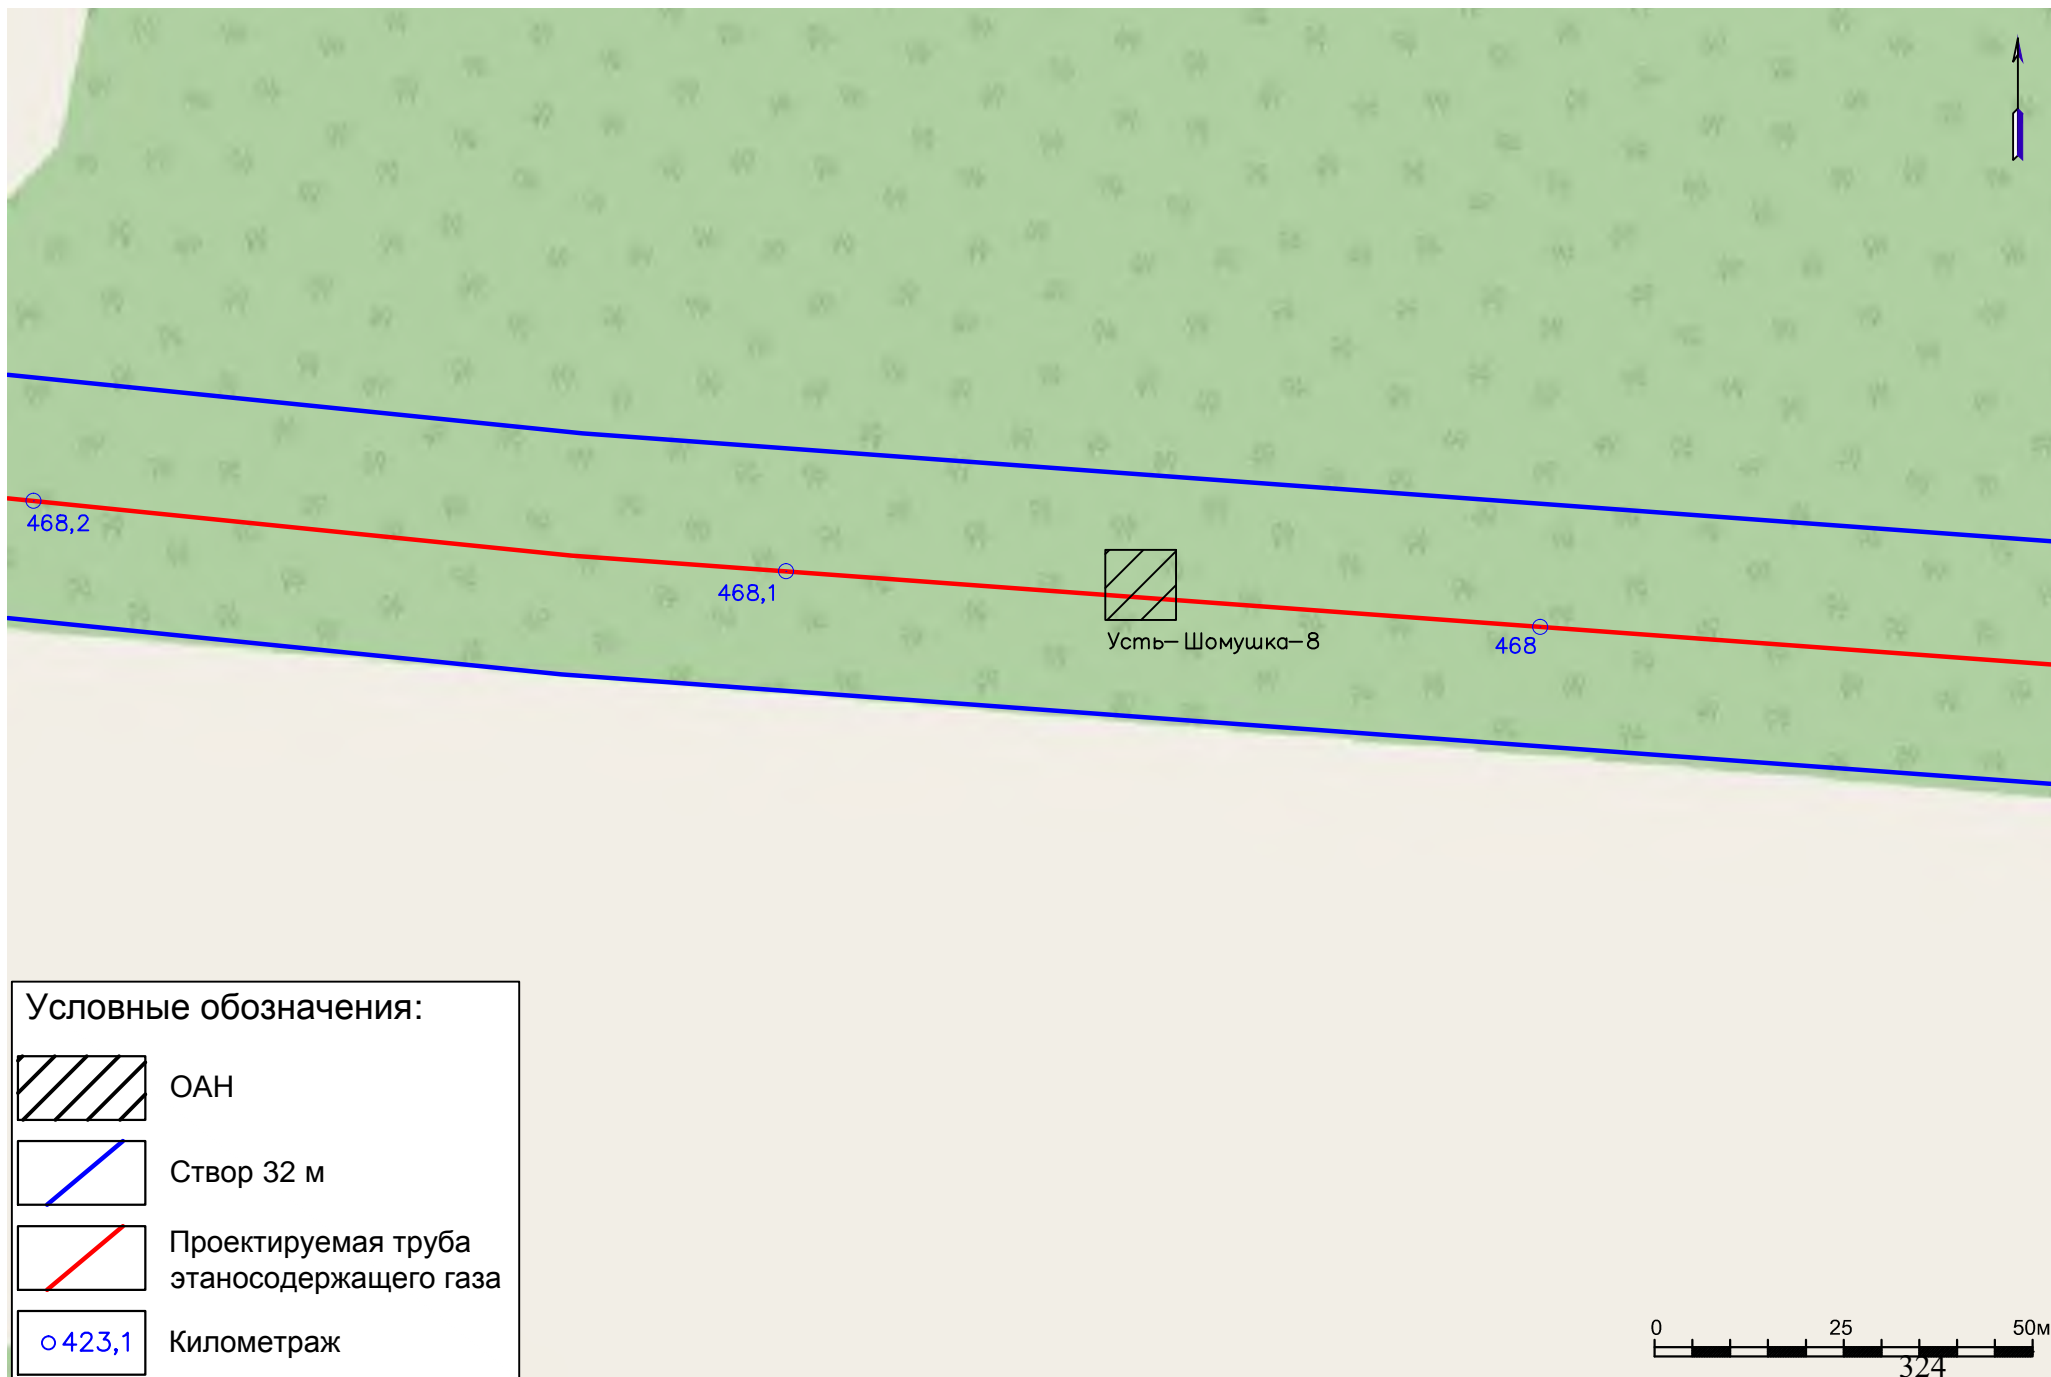 468,2
468,1
Усть-Шомушка-8
468
Условные обозначения:
ОАН
Створ 32 м
Проектируемая труба
этаносодержащего газа
423,1
Километраж
0 25 50м
324